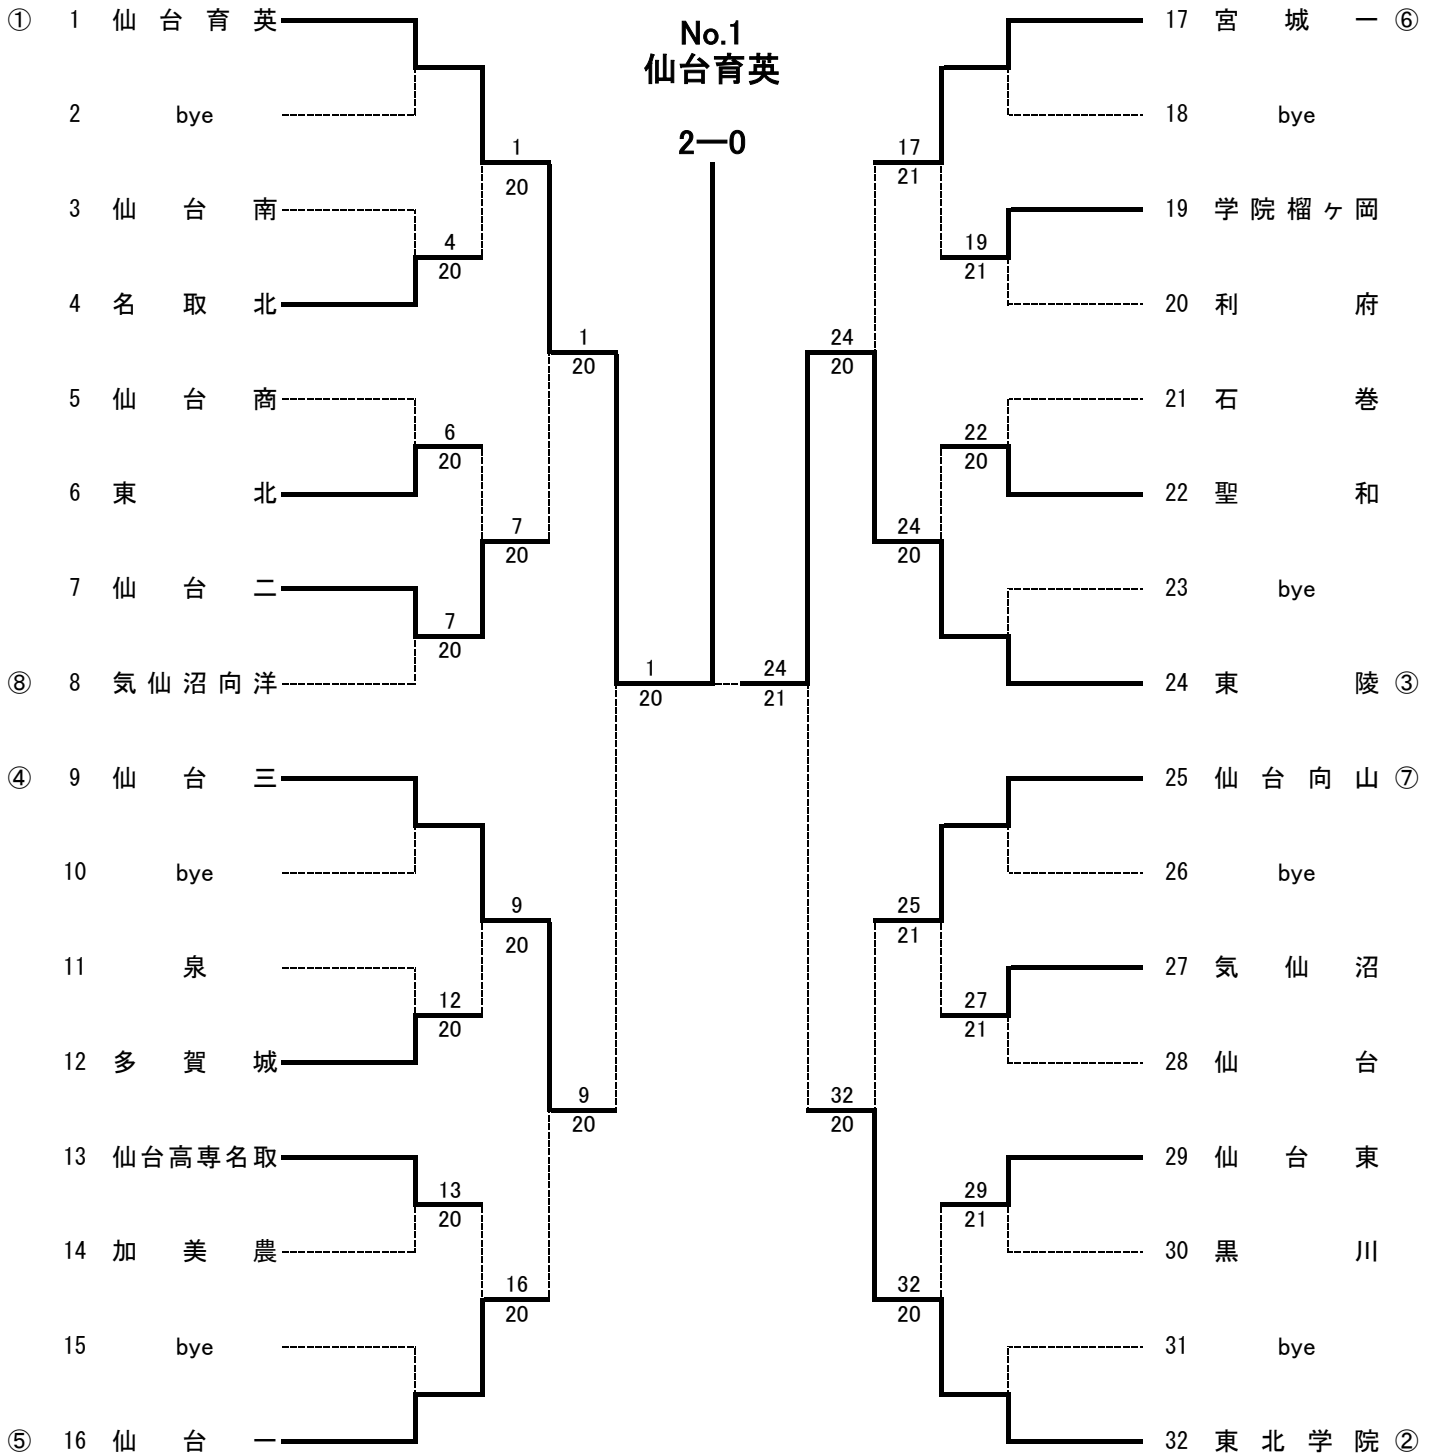 No.1
仙台育英
2―0
① 1 仙台育英
2 bye
3 仙台南
4 名取北
5 仙台商
6 東北
7 仙台二
⑧ 8 気仙沼向洋
④ 9 仙台三
10 bye
11 泉
12 多賀城
13 仙台高専名取
14 加美農
15 bye
⑤ 16 仙台一
4
20
6
20
7
20
12
20
13
20
1
20
7
20
9
20
16
20
1
20
9
20
1
20
24
21
24
20
32
20
17
21
24
20
25
21
32
20
19
21
22
20
27
21
29
21
17 宮城一 ⑥
18 bye
19 学院榴ヶ岡
20 利府
21 石巻
22 聖和
23 bye
24 東陵 ③
25 仙台向山 ⑦
26 bye
27 気仙沼
28 仙台
29 仙台東
30 黒川
31 bye
32 東北学院 ②